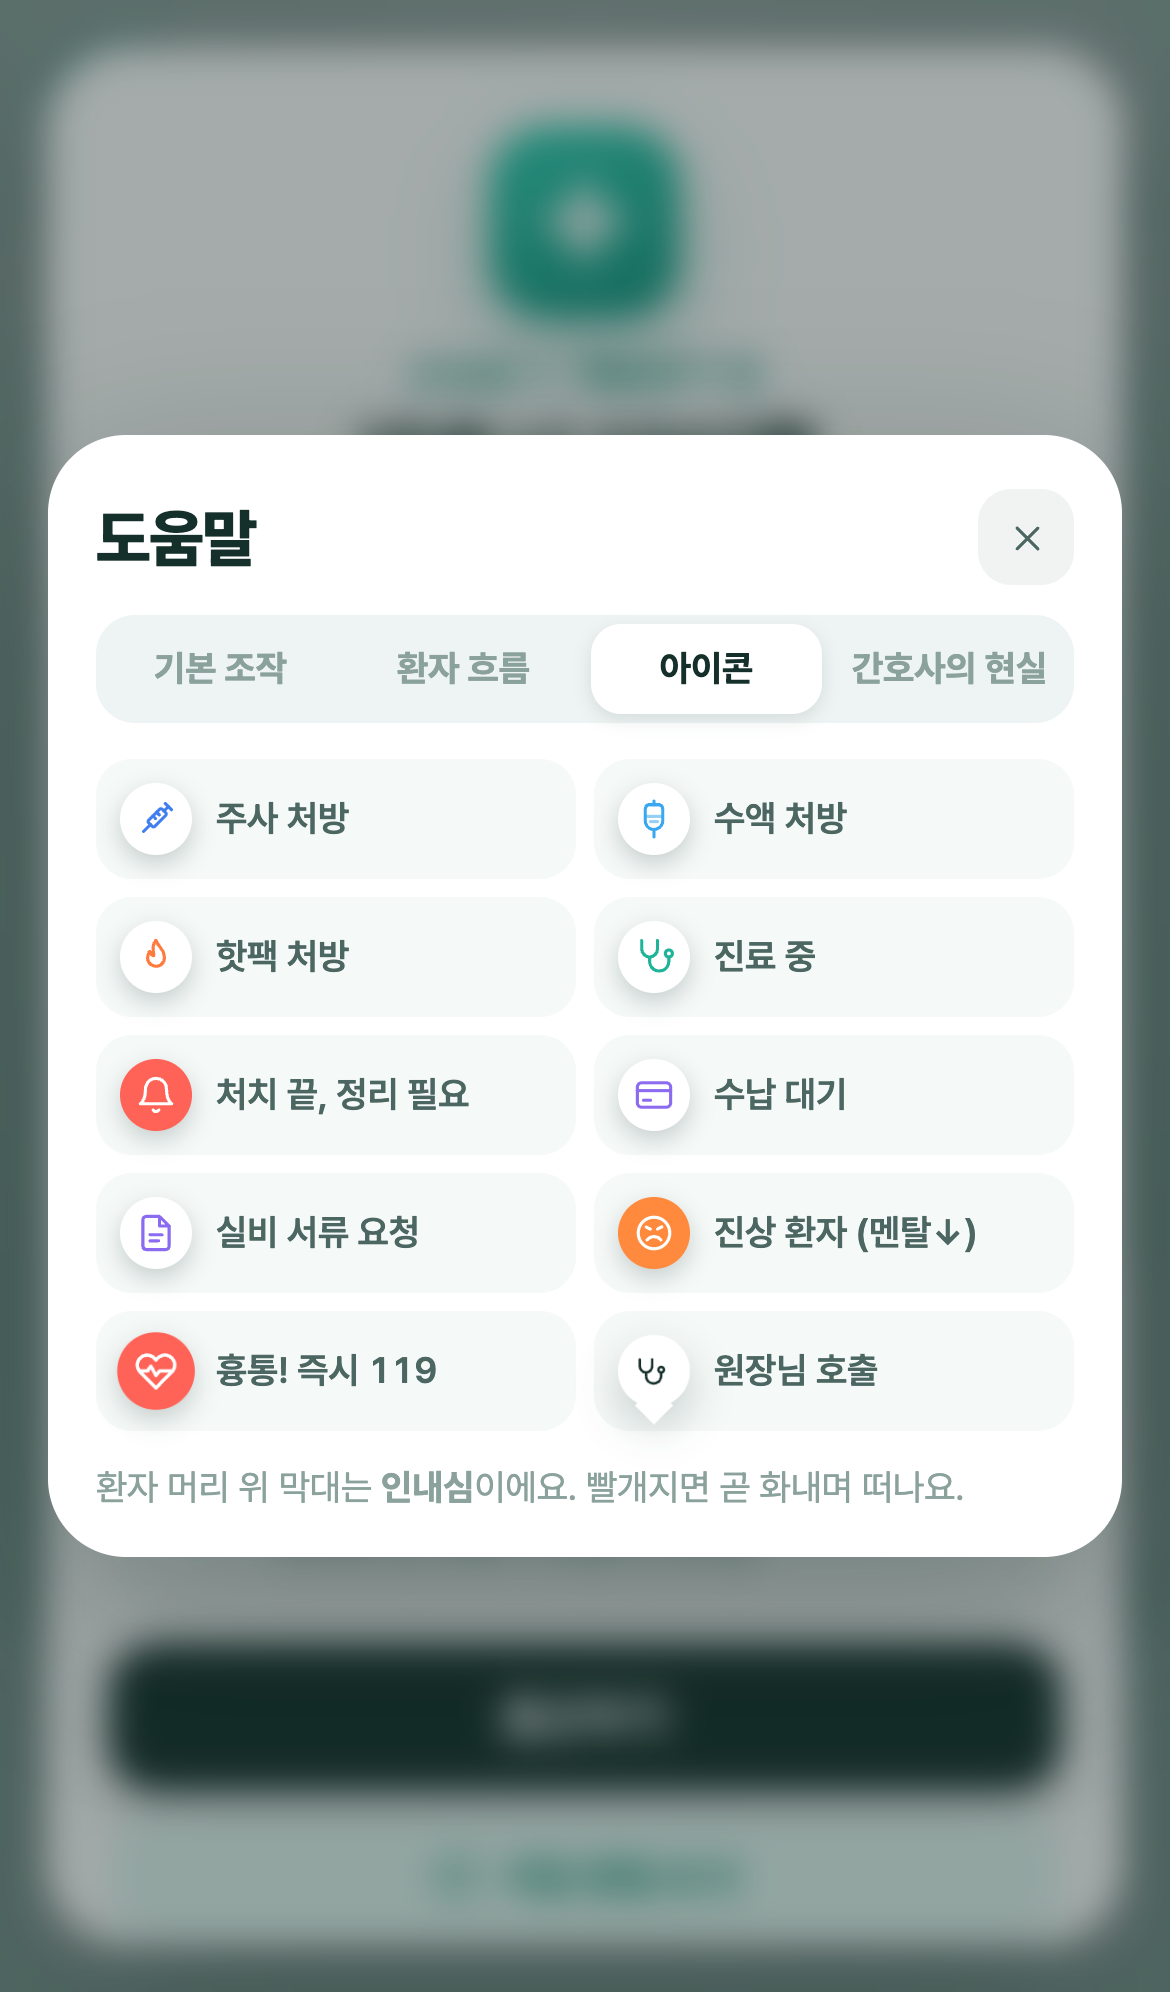 도움말
기본 조작
환자 흐름
아이콘
간호사의 현실
주사 처방
수액 처방
핫팩 처방
진료 중
처치 끝, 정리 필요
수납 대기
실비 서류 요청
진상 환자 (멘탈↓)
흉통! 즉시 119
원장님 호출
환자 머리 위 막대는 인내심이에요. 빨개지면 곧 화내며 떠나요.